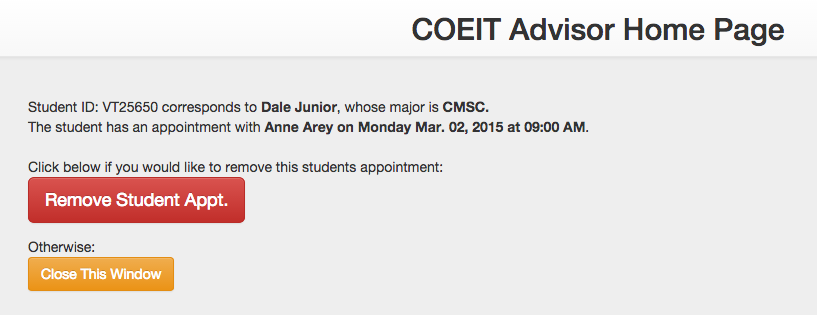 COEIT Advisor Home Page
Student ID: VT25650 corresponds to Dale Junior, whose major is CMSC.
The student has an appointment with Anne Arey on Monday Mar. 02, 2015 at 09:00 AM.
Click below if you would like to remove this students appointment:
Remove Student Appt.
Otherwise:
Close This Window